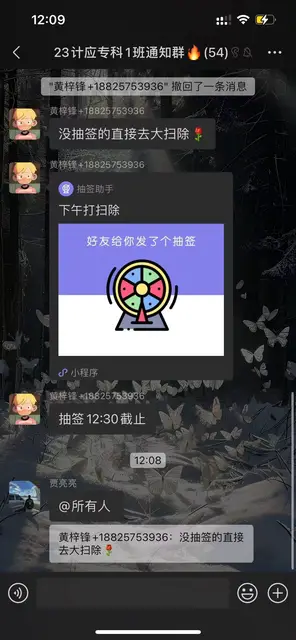 12:09
23计应专科1班通知群🔥(54)
"黄梓锋+18825753936" 撤回了一条消息
黄梓锋+18825753936
没抽签的直接去大扫除🌹
黄梓锋+18825753936
抽签助手
下午打扫除
好友给你发了个抽签
小程序
黄梓锋+18825753936
抽签 12:30 截止
12:08
贾亮亮
@所有人
黄梓锋+18825753936：没抽签的直接
去大扫除🌹